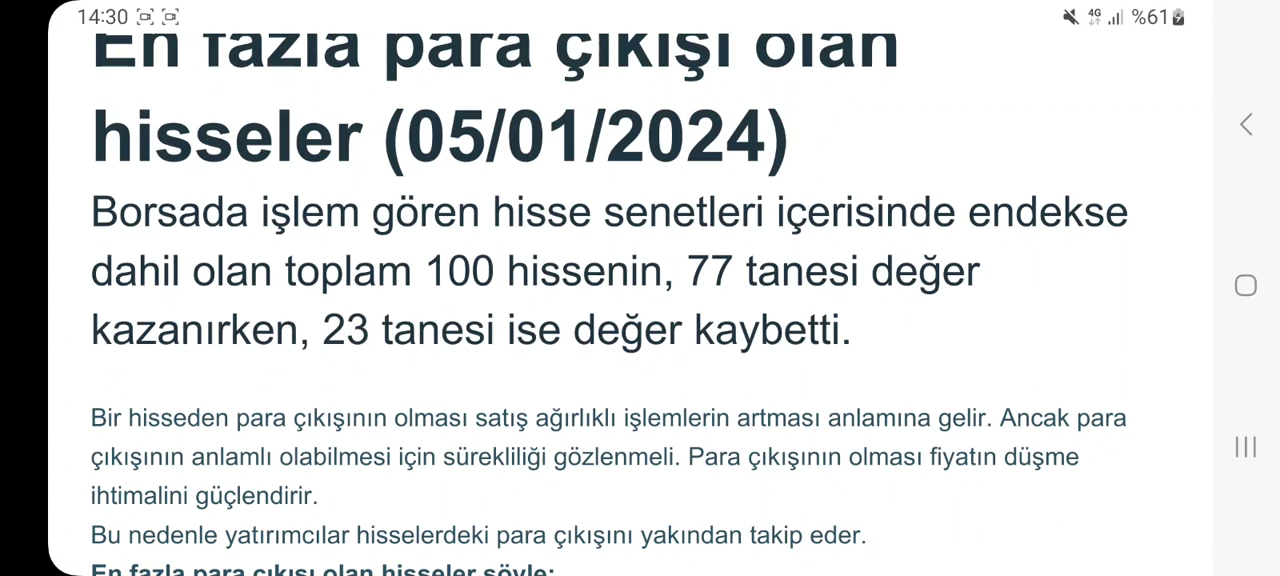 14:30
4G
%61
En fazla para çıkışı olan
hisseler (05/01/2024)
Borsada işlem gören hisse senetleri içerisinde endekse
dahil olan toplam 100 hissenin, 77 tanesi değer
kazanırken, 23 tanesi ise değer kaybetti.
Bir hisseden para çıkışının olması satış ağırlıklı işlemlerin artması anlamına gelir. Ancak para
çıkışının anlamlı olabilmesi için sürekliliği gözlenmeli. Para çıkışının olması fiyatın düşme
ihtimalini güçlendirir.
Bu nedenle yatırımcılar hisselerdeki para çıkışını yakından takip eder.
En fazla para çıkışı olan hisseler şöyle: